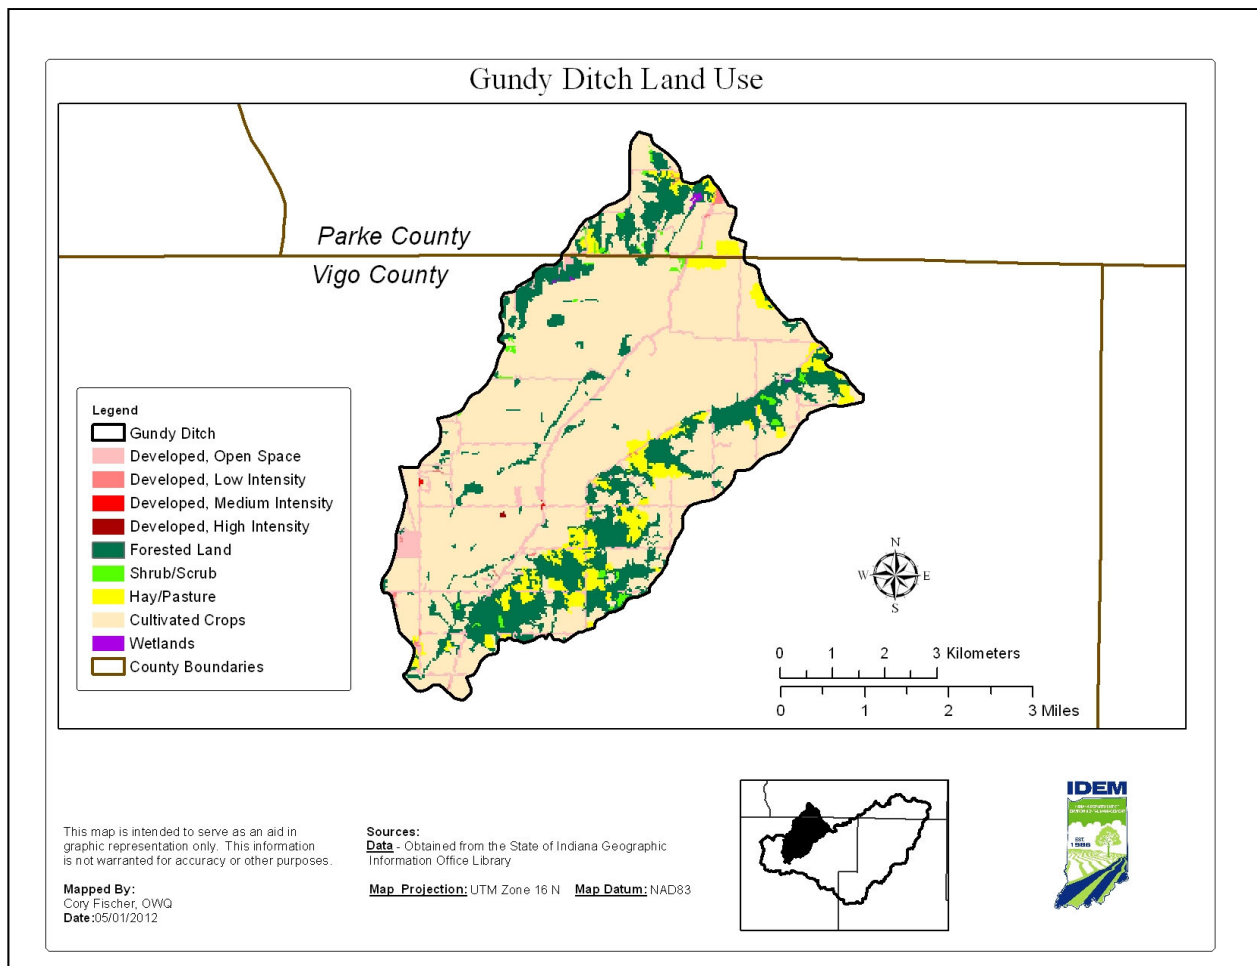 Gundy Ditch Land Use
Parke County
Vigo County
Legend
Gundy Ditch
Developed, Open Space
Developed, Low Intensity
Developed, Medium Intensity
Developed, High Intensity
Forested Land
Shrub/Scrub
Hay/Pasture
Cultivated Crops
Wetlands
County Boundaries
N
W E
S
0 1 2 3 Kilometers
0 1 2 3 Miles
This map is intended to serve as an aid in
graphic representation only. This information
is not warranted for accuracy or other purposes.
Mapped By:
Cory Fischer, OWQ
Date:05/01/2012
Sources:
Data - Obtained from the State of Indiana Geographic
Information Office Library
Map Projection: UTM Zone 16 N Map Datum: NAD83
IDEM
EST.
1986